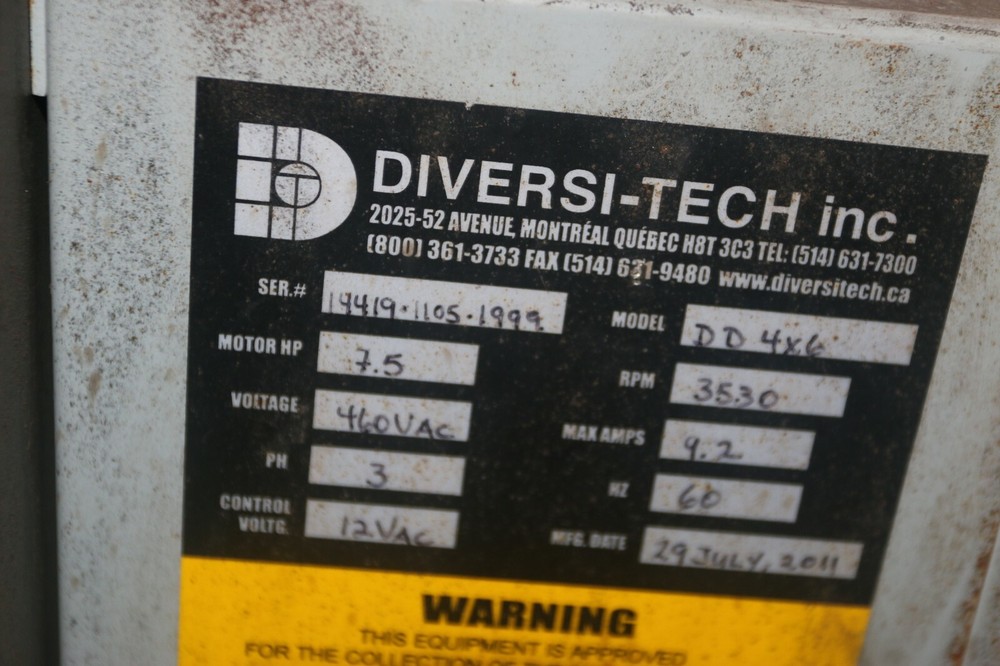 DIVERSI-TECH inc.
2025-52 AVENUE, MONTRÉAL QUÉBEC H8T 3C3 TEL: (514) 631-7300
(800) 361-3733 FAX (514) 631-9480 www.diversitech.ca
SER.# 14419·1105·1999 MODEL DD 4x6
MOTOR HP 7.5 RPM 3530
VOLTAGE 460VAC MAX AMPS 9.2
PH 3 HZ 60
CONTROL
VOLTG. 12VAC MFG. DATE 29 JULY, 2011
WARNING
THIS EQUIPMENT IS APPROVED
FOR THE COLLECTION OF